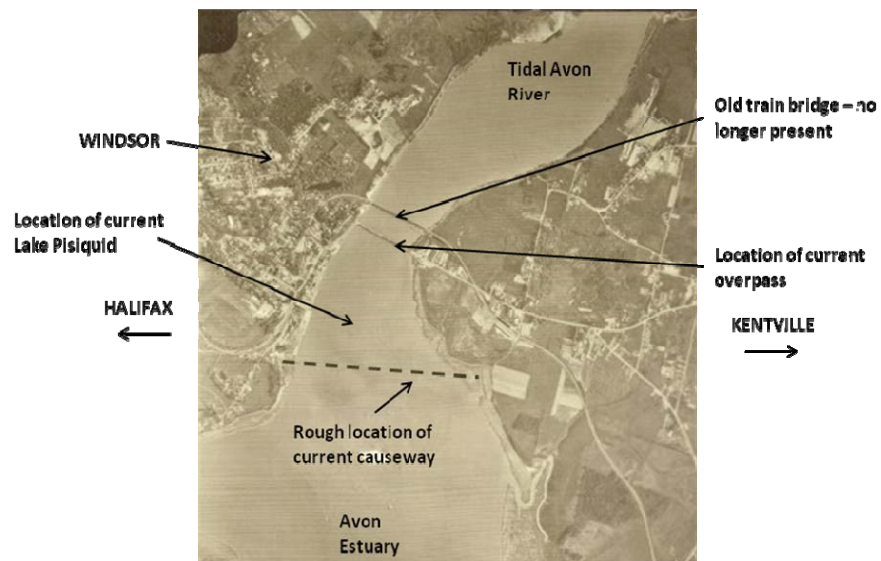 Tidal Avon
River
Old train bridge – no
longer present
WINDSOR
Location of current
Lake Pisiquid
Location of current
overpass
HALIFAX
KENTVILLE
Rough location of
current causeway
Avon
Estuary